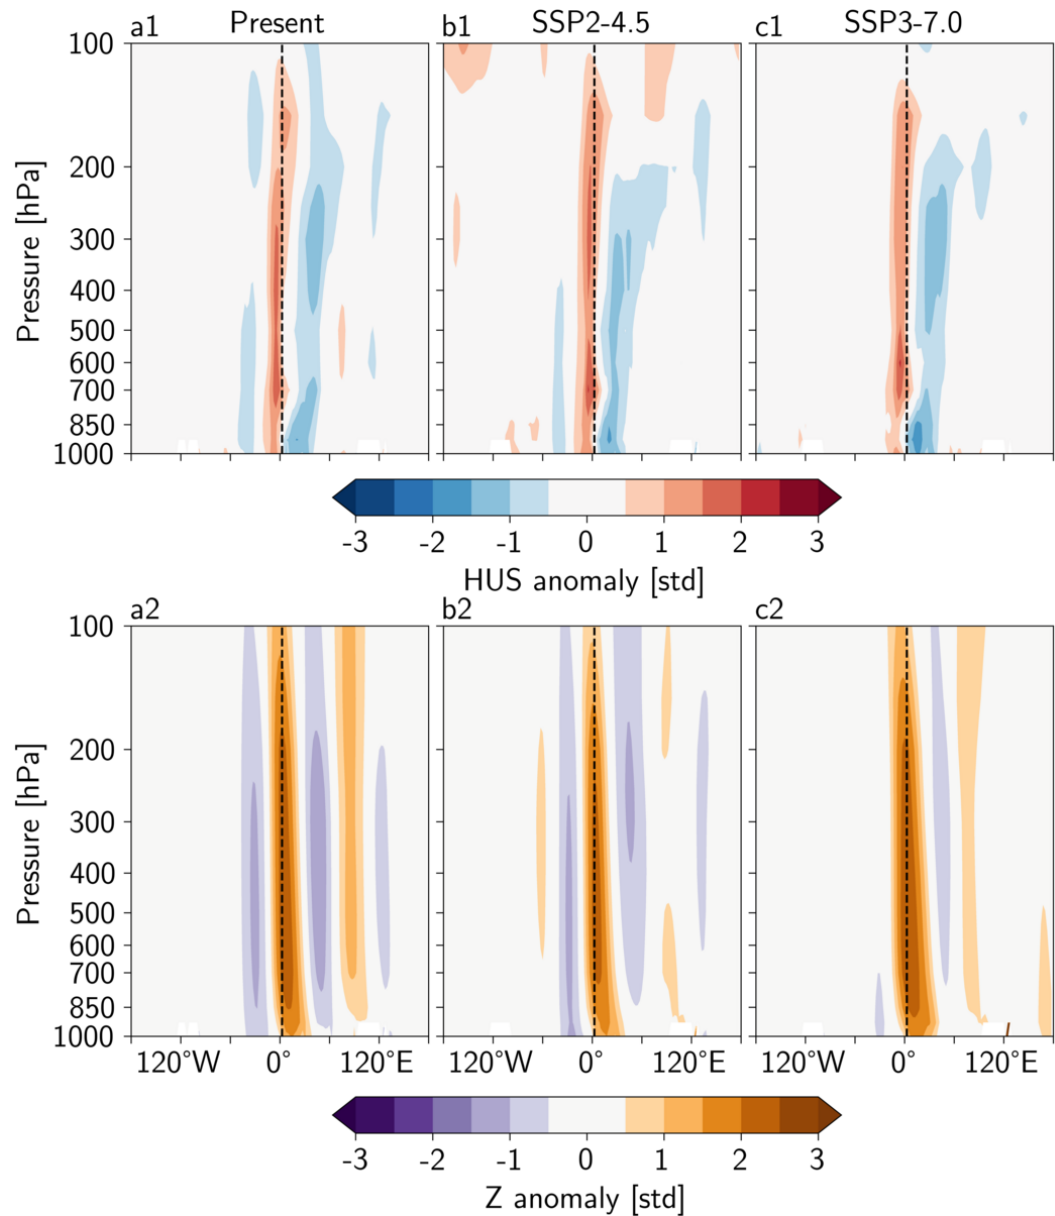 a1 Present b1 SSP2-4.5 c1 SSP3-7.0
100
200
300
400
500
600
700
850
1000
Pressure [hPa]
-3 -2 -1 0 1 2 3
HUS anomaly [std]
a2 b2 c2
100
200
300
400
500
600
700
850
1000
Pressure [hPa]
120°W 0° 120°E 120°W 0° 120°E 120°W 0° 120°E
-3 -2 -1 0 1 2 3
Z anomaly [std]